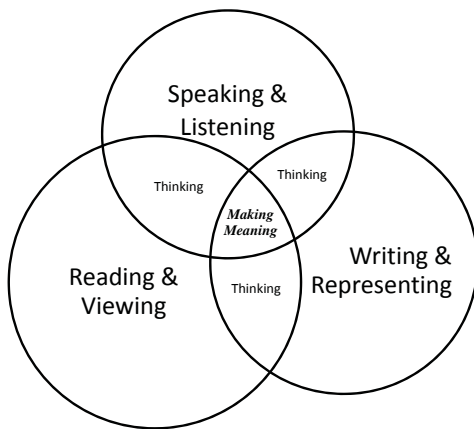 Speaking &
Listening
Thinking
Thinking
Making
Meaning
Reading &
Viewing
Writing &
Representing
Thinking